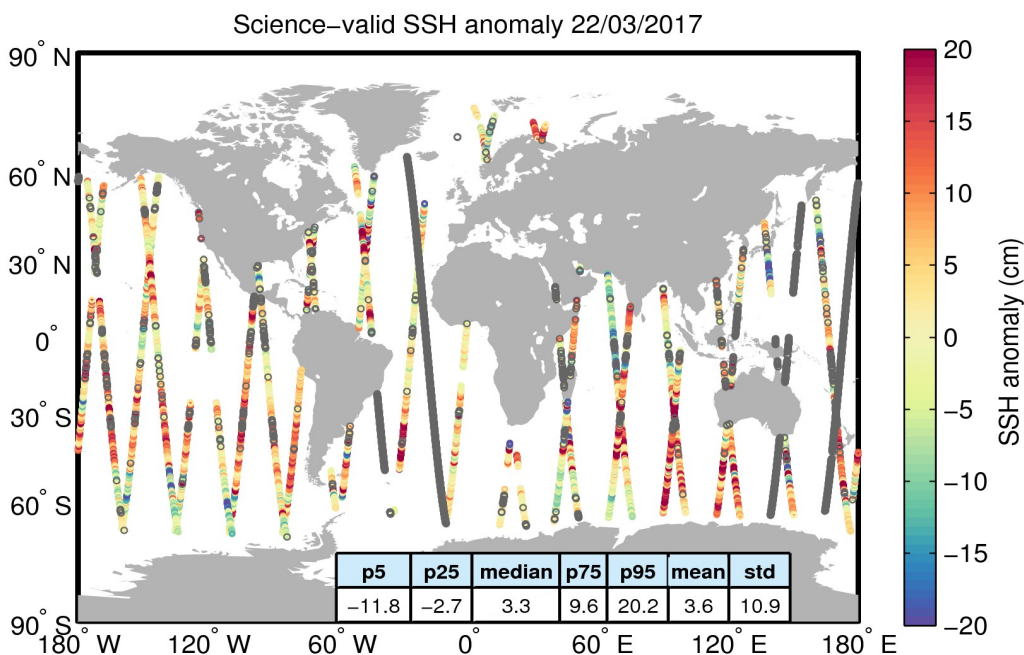 Science−valid SSH anomaly 22/03/2017
90° N
60° N
30° N
0°
30° S
60° S
90° S
180° W
120° W
60° W
0°
60° E
120° E
180° E
p5 p25 median p75 p95 mean std
−11.8 −2.7 3.3 9.6 20.2 3.6 10.9
20
15
10
5
0
−5
−10
−15
−20
SSH anomaly (cm)